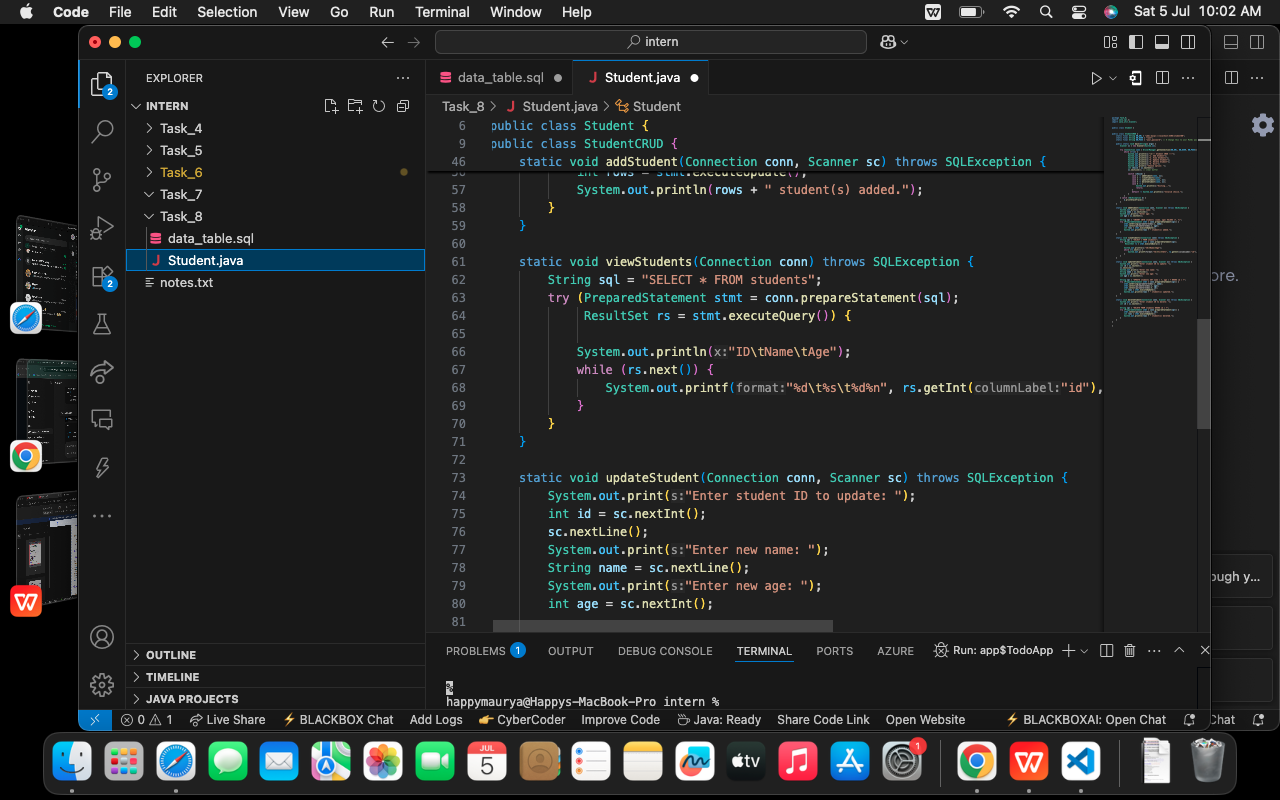 Code File Edit Selection View Go Run Terminal Window Help Sat 5 Jul 10:02 AM
intern
EXPLORER
INTERN
Task_4
Task_5
Task_6
Task_7
Task_8
data_table.sql
Student.java
notes.txt
OUTLINE
TIMELINE
JAVA PROJECTS
2
2
data_table.sql Student.java
Task_8 > Student.java > Student
6 public class Student {
9 public class StudentCRUD {
46 static void addStudent(Connection conn, Scanner sc) throws SQLException {
56 int rows = stmt.executeUpdate();
57 System.out.println(rows + " student(s) added.");
58 }
59 }
60
61 static void viewStudents(Connection conn) throws SQLException {
62 String sql = "SELECT * FROM students";
63 try (PreparedStatement stmt = conn.prepareStatement(sql);
64 ResultSet rs = stmt.executeQuery()) {
65
66 System.out.println(x:"ID\tName\tAge");
67 while (rs.next()) {
68 System.out.printf(format:"%d\t%s\t%d%n", rs.getInt(columnLabel:"id"),
69 }
70 }
71 }
72
73 static void updateStudent(Connection conn, Scanner sc) throws SQLException {
74 System.out.print(s:"Enter student ID to update: ");
75 int id = sc.nextInt();
76 sc.nextLine();
77 System.out.print(s:"Enter new name: ");
78 String name = sc.nextLine();
79 System.out.print(s:"Enter new age: ");
80 int age = sc.nextInt();
81
ore.
ough y...
PROBLEMS 1 OUTPUT DEBUG CONSOLE TERMINAL PORTS AZURE Run: app$TodoApp
%
happymaurya@Happys-MacBook-Pro intern %
0 1 Live Share BLACKBOX Chat Add Logs CyberCoder Improve Code Java: Ready Share Code Link Open Website BLACKBOXAI: Open Chat Chat
JUL
5
tv
1